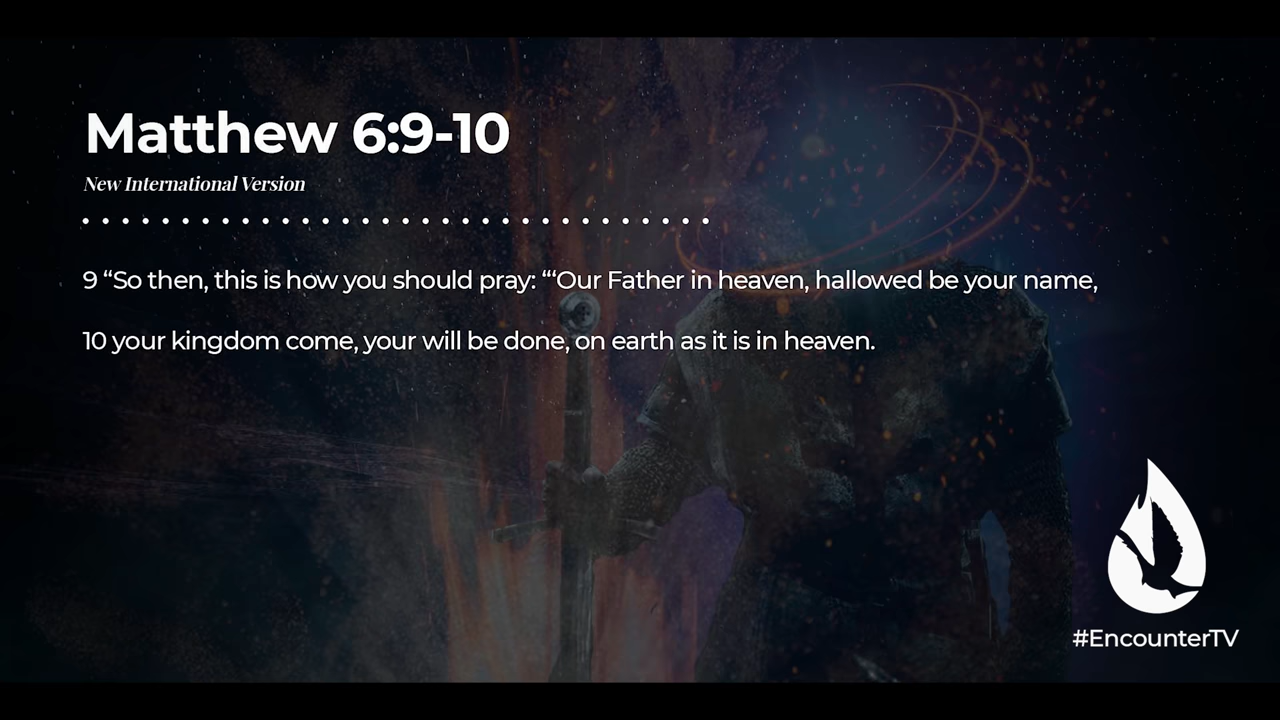 Matthew 6:9-10
New International Version
9 “So then, this is how you should pray: “‘Our Father in heaven, hallowed be your name,
10 your kingdom come, your will be done, on earth as it is in heaven.
#EncounterTV